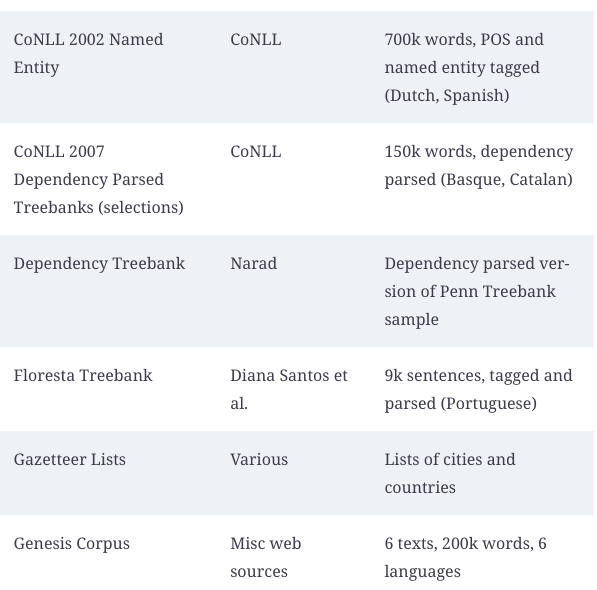 CoNLL 2002 Named
Entity
CoNLL
700k words, POS and
named entity tagged
(Dutch, Spanish)
CoNLL 2007
Dependency Parsed
Treebanks (selections)
CoNLL
150k words, dependency
parsed (Basque, Catalan)
Dependency Treebank
Narad
Dependency parsed ver-
sion of Penn Treebank
sample
Floresta Treebank
Diana Santos et
al.
9k sentences, tagged and
parsed (Portuguese)
Gazetteer Lists
Various
Lists of cities and
countries
Genesis Corpus
Misc web
sources
6 texts, 200k words, 6
languages